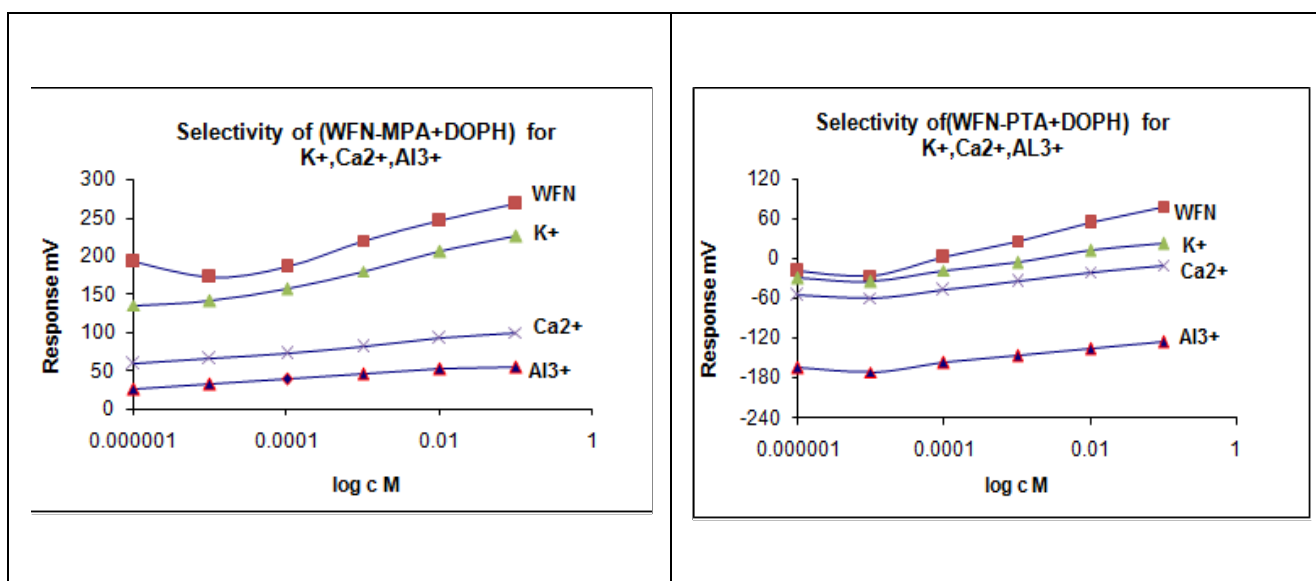 Selectivity of (WFN-MPA+DOPH) for
K+,Ca2+,Al3+
300
250
200
150
100
50
0
Response mV
WFN
K+
Ca2+
Al3+
0.000001
0.0001
0.01
1
log c M
Selectivity of(WFN-PTA+DOPH) for
K+,Ca2+,AL3+
120
60
0
-60
-120
-180
-240
Response mV
WFN
K+
Ca2+
Al3+
0.000001
0.0001
0.01
1
log c M